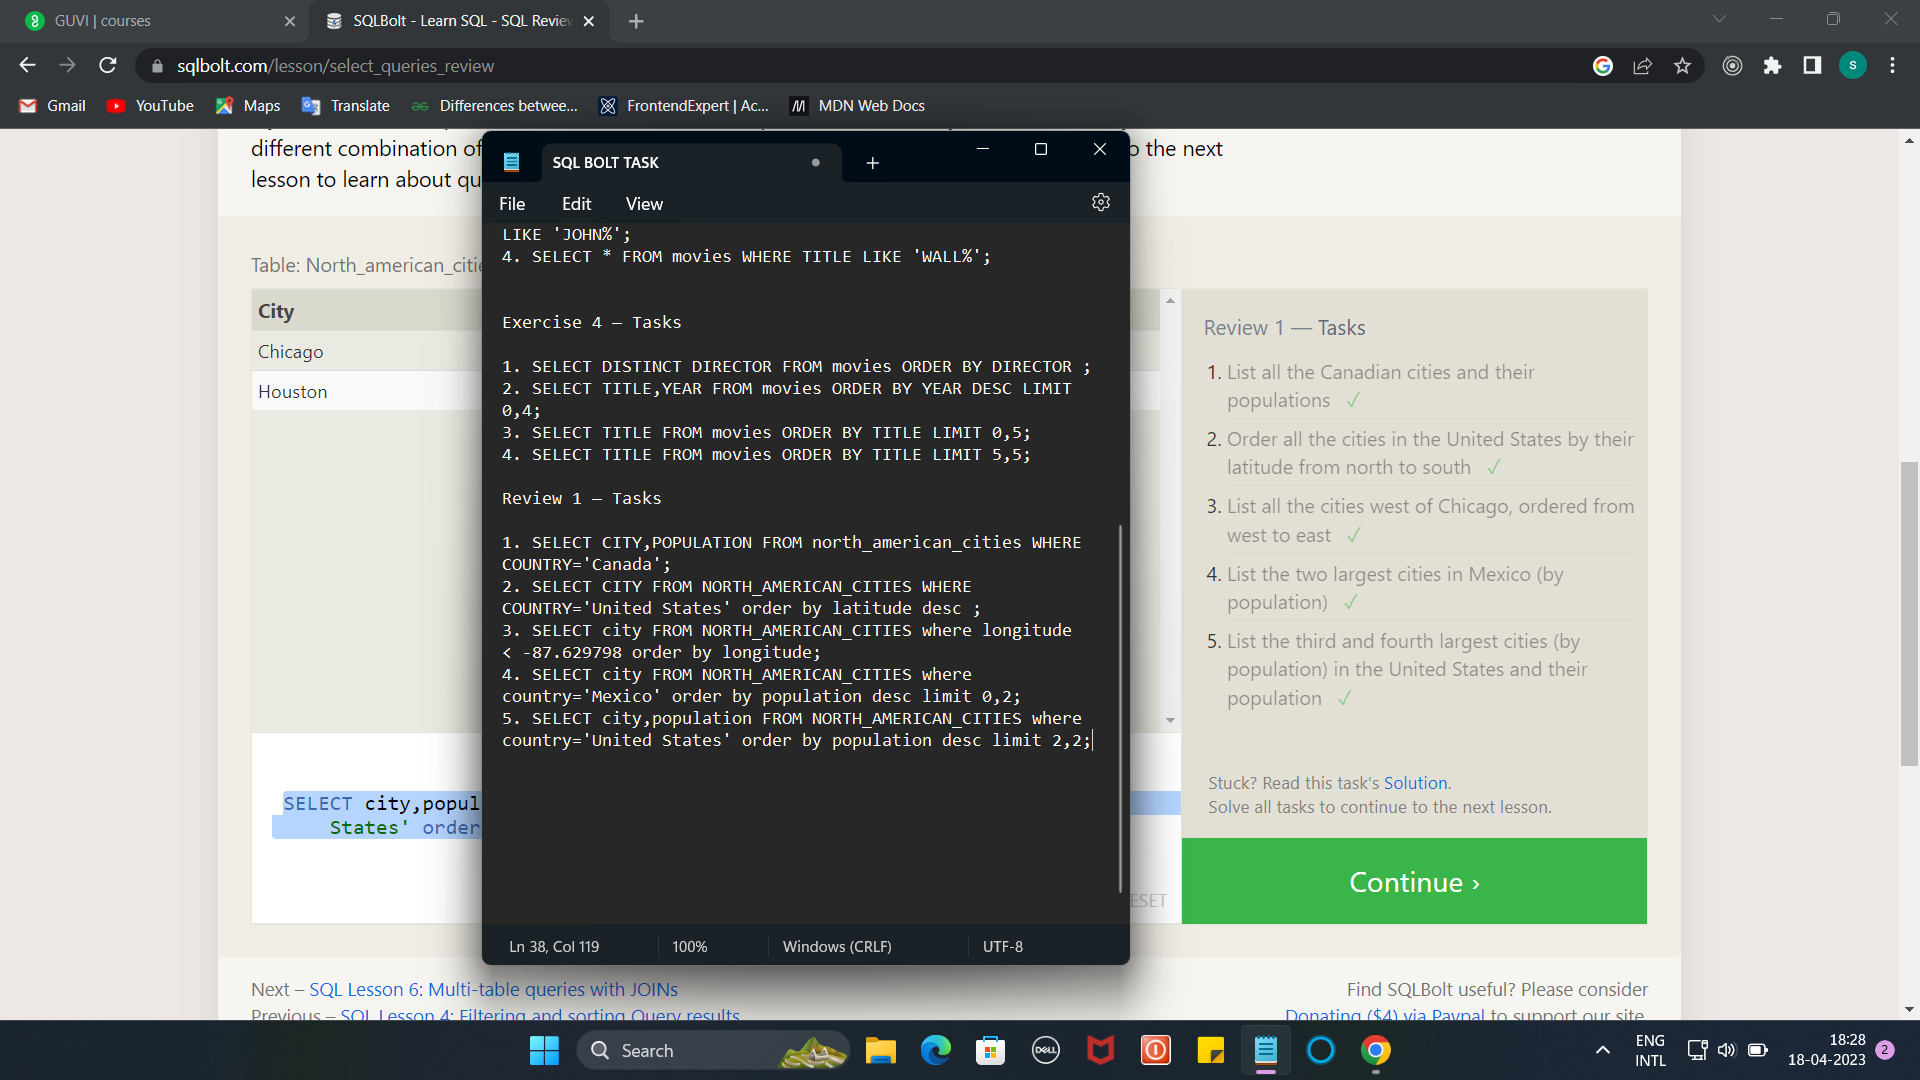 GUVI | courses
SQLBolt - Learn SQL - SQL Review
sqlbolt.com/lesson/select_queries_review
S
Gmail
YouTube
Maps
Translate
Differences betwee...
FrontendExpert | Ac...
MDN Web Docs
different combination of
o the next
lesson to learn about qu
SQL BOLT TASK
File
Edit
View
LIKE 'JOHN%';
4. SELECT * FROM movies WHERE TITLE LIKE 'WALL%';
Exercise 4 — Tasks
1. SELECT DISTINCT DIRECTOR FROM movies ORDER BY DIRECTOR ;
2. SELECT TITLE,YEAR FROM movies ORDER BY YEAR DESC LIMIT
0,4;
3. SELECT TITLE FROM movies ORDER BY TITLE LIMIT 0,5;
4. SELECT TITLE FROM movies ORDER BY TITLE LIMIT 5,5;
Review 1 — Tasks
1. SELECT CITY,POPULATION FROM north_american_cities WHERE
COUNTRY='Canada';
2. SELECT CITY FROM NORTH_AMERICAN_CITIES WHERE
COUNTRY='United States' order by latitude desc ;
3. SELECT city FROM NORTH_AMERICAN_CITIES where longitude
< -87.629798 order by longitude;
4. SELECT city FROM NORTH_AMERICAN_CITIES where
country='Mexico' order by population desc limit 0,2;
5. SELECT city,population FROM NORTH_AMERICAN_CITIES where
country='United States' order by population desc limit 2,2;
Ln 38, Col 119
100%
Windows (CRLF)
UTF-8
Table: North_american_citie
City
Chicago
Houston
SELECT city,popul
States' order
ESET
Review 1 — Tasks
1. List all the Canadian cities and their
populations ✓
2. Order all the cities in the United States by their
latitude from north to south ✓
3. List all the cities west of Chicago, ordered from
west to east ✓
4. List the two largest cities in Mexico (by
population) ✓
5. List the third and fourth largest cities (by
population) in the United States and their
population ✓
Stuck? Read this task's Solution.
Solve all tasks to continue to the next lesson.
Continue ›
Next – SQL Lesson 6: Multi-table queries with JOINs
Previous – SQL Lesson 4: Filtering and sorting Query results
Find SQLBolt useful? Please consider
Donating ($4) via Paypal to support our site.
Search
DELL
ENG
INTL
18:28
18-04-2023
2